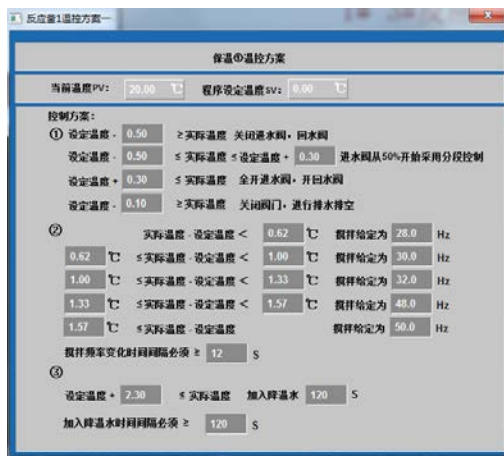 反应釜1温控方案一
保温①温控方案
当前温度PV: 20.00 ℃ 程序设定温度SV: 0.00 ℃
控制方案:
① 设定温度 - 0.50 ≥实际温度 关闭进水阀，回水阀
设定温度 - 0.50 ≤ 实际温度 ≤设定温度 + 0.30 进水阀从50%开始采用分段控制
设定温度 + 0.30 ≤ 实际温度 全开进水阀，开回水阀
设定温度 - 0.10 ≥实际温度 关闭阀门，进行排水排空
② 实际温度 - 设定温度 < 0.62 ℃ 搅拌给定为 28.0 Hz
0.62 ℃ ≤实际温度 - 设定温度 < 1.00 ℃ 搅拌给定为 30.0 Hz
1.00 ℃ ≤实际温度 - 设定温度 < 1.33 ℃ 搅拌给定为 32.0 Hz
1.33 ℃ ≤实际温度 - 设定温度 < 1.57 ℃ 搅拌给定为 48.0 Hz
1.57 ℃ ≤实际温度 - 设定温度 搅拌给定为 50.0 Hz
搅拌频率变化时间间隔必须 ≥ 12 S
③
设定温度 + 2.30 ≤ 实际温度 加入降温水 120 S
加入降温水时间间隔必须 ≥ 120 S